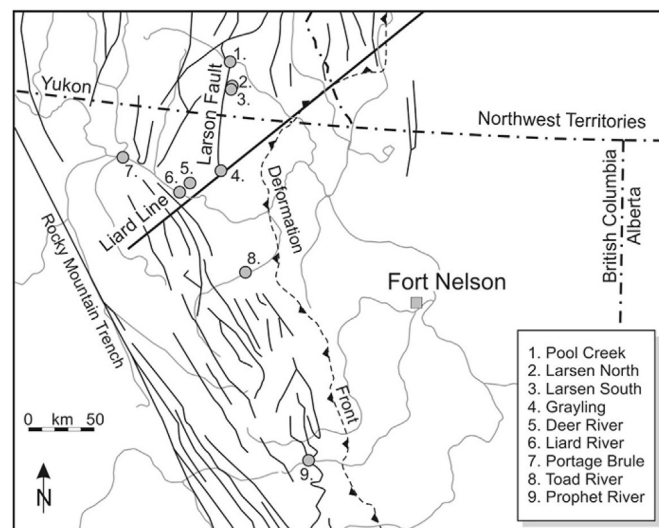 Yukon
Larson Fault
1.
2.
3.
Northwest Territories
British Columbia
Alberta
7.
6.
5.
4.
Liard Line
Deformation
Front
Rocky Mountain Trench
8.
Fort Nelson
0 km 50
N
9.
1. Pool Creek
2. Larsen North
3. Larsen South
4. Grayling
5. Deer River
6. Liard River
7. Portage Brule
8. Toad River
9. Prophet River